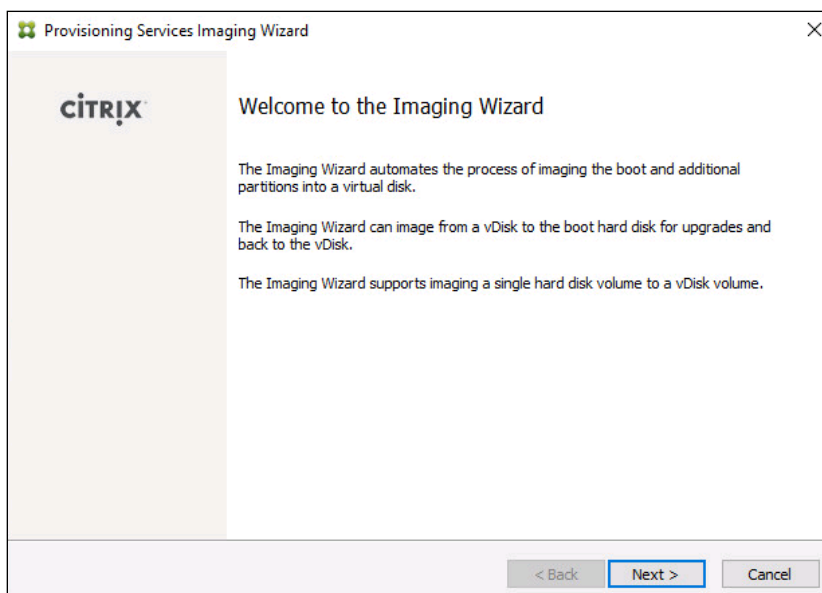 Provisioning Services Imaging Wizard
CİTRIX
Welcome to the Imaging Wizard
The Imaging Wizard automates the process of imaging the boot and additional
partitions into a virtual disk.
The Imaging Wizard can image from a vDisk to the boot hard disk for upgrades and
back to the vDisk.
The Imaging Wizard supports imaging a single hard disk volume to a vDisk volume.
< Back Next > Cancel